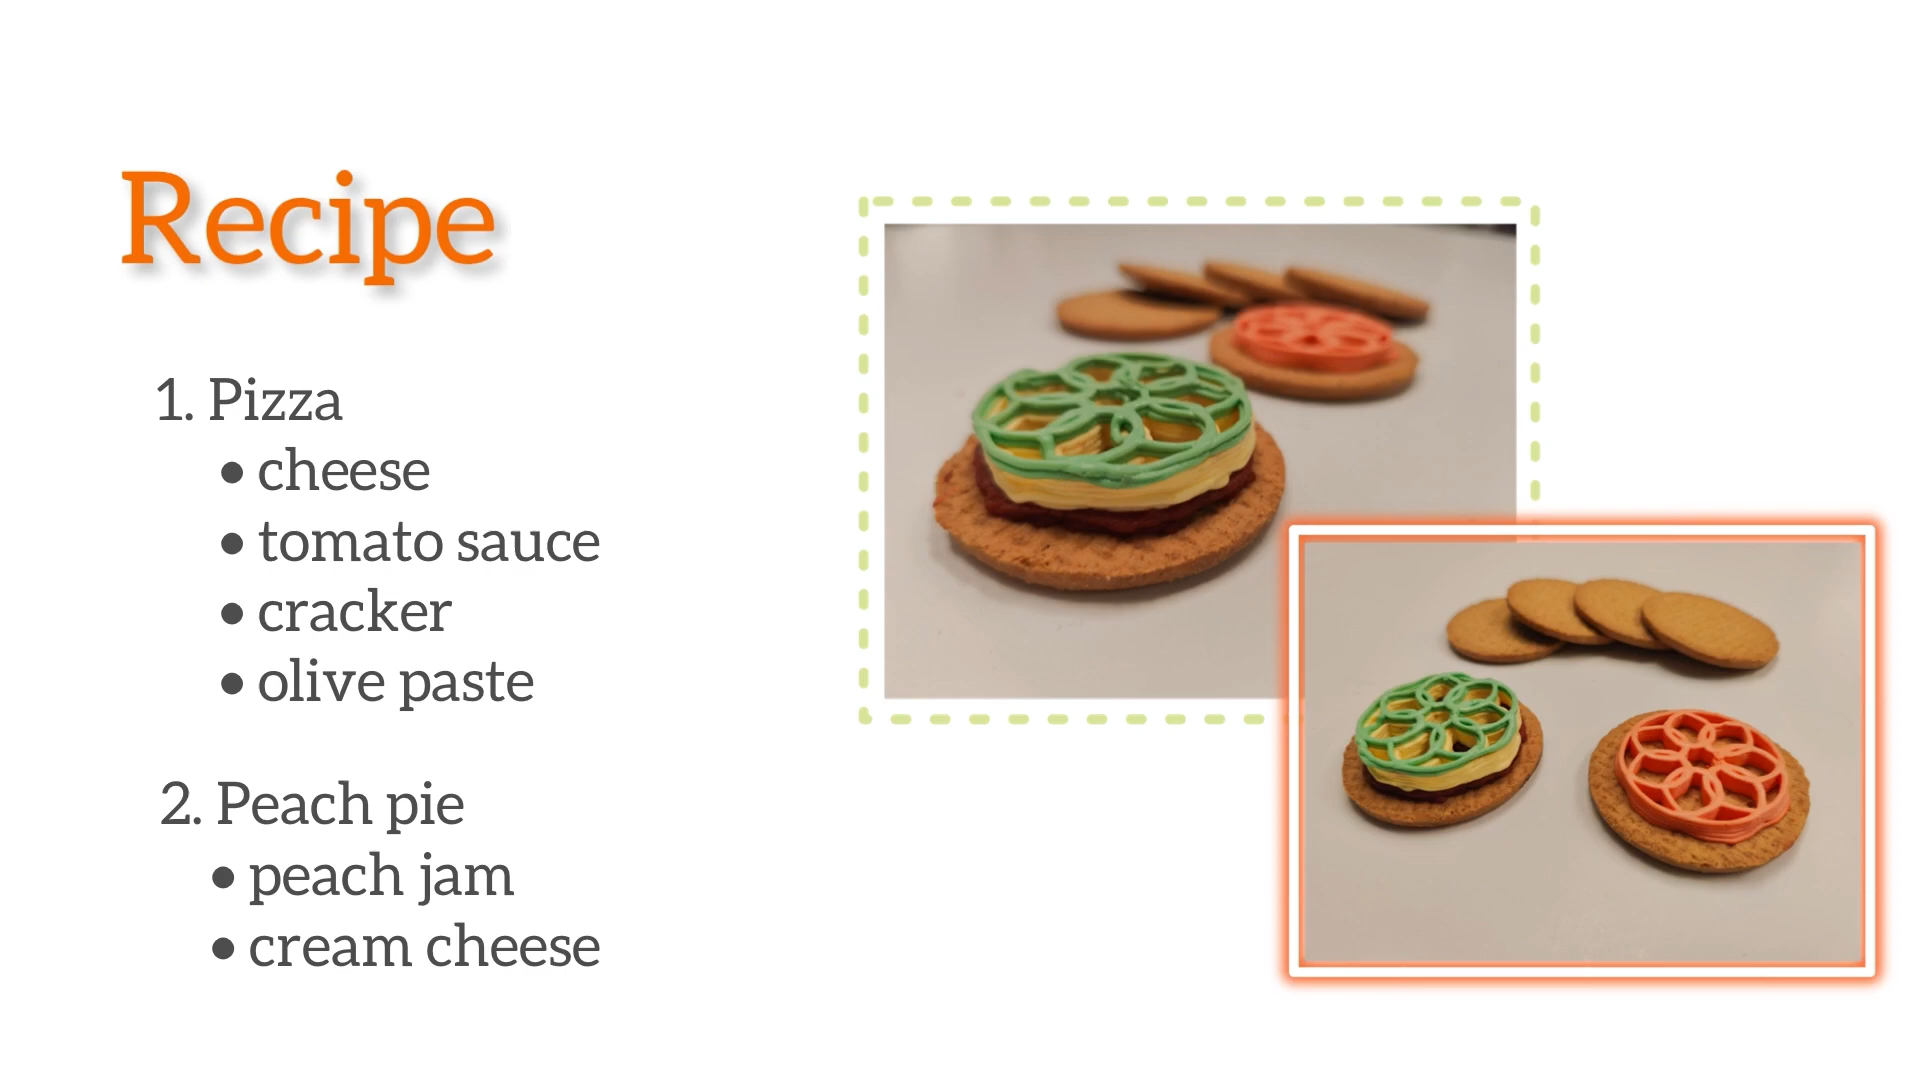 Recipe
1. Pizza
• cheese
• tomato sauce
• cracker
• olive paste
2. Peach pie
• peach jam
• cream cheese